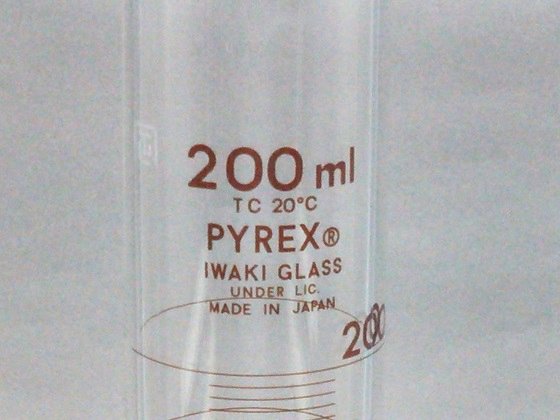 200 ml
TC 20°C
PYREX®
IWAKI GLASS
UNDER LIC.
MADE IN JAPAN
200